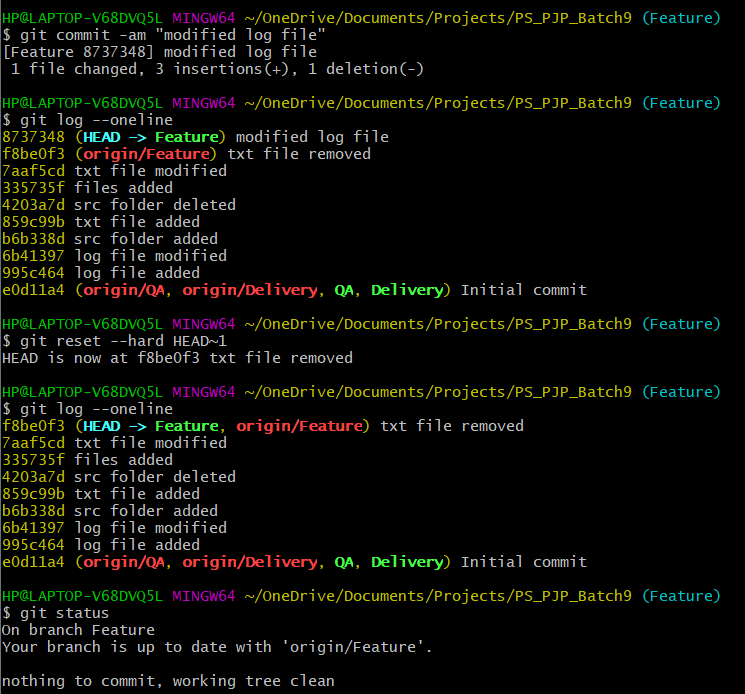 HP@LAPTOP-V68DVQ5L MINGW64 ~/OneDrive/Documents/Projects/PS_PJP_Batch9 (Feature)
$ git commit -am "modified log file"
[Feature 8737348] modified log file
 1 file changed, 3 insertions(+), 1 deletion(-)

HP@LAPTOP-V68DVQ5L MINGW64 ~/OneDrive/Documents/Projects/PS_PJP_Batch9 (Feature)
$ git log --oneline
8737348 (HEAD -> Feature) modified log file
f8be0f3 (origin/Feature) txt file removed
7aaf5cd txt file modified
335735f files added
4203a7d src folder deleted
859c99b txt file added
b6b338d src folder added
6b41397 log file modified
995c464 log file added
e0d11a4 (origin/QA, origin/Delivery, QA, Delivery) Initial commit

HP@LAPTOP-V68DVQ5L MINGW64 ~/OneDrive/Documents/Projects/PS_PJP_Batch9 (Feature)
$ git reset --hard HEAD~1
HEAD is now at f8be0f3 txt file removed

HP@LAPTOP-V68DVQ5L MINGW64 ~/OneDrive/Documents/Projects/PS_PJP_Batch9 (Feature)
$ git log --oneline
f8be0f3 (HEAD -> Feature, origin/Feature) txt file removed
7aaf5cd txt file modified
335735f files added
4203a7d src folder deleted
859c99b txt file added
b6b338d src folder added
6b41397 log file modified
995c464 log file added
e0d11a4 (origin/QA, origin/Delivery, QA, Delivery) Initial commit

HP@LAPTOP-V68DVQ5L MINGW64 ~/OneDrive/Documents/Projects/PS_PJP_Batch9 (Feature)
$ git status
On branch Feature
Your branch is up to date with 'origin/Feature'.

nothing to commit, working tree clean